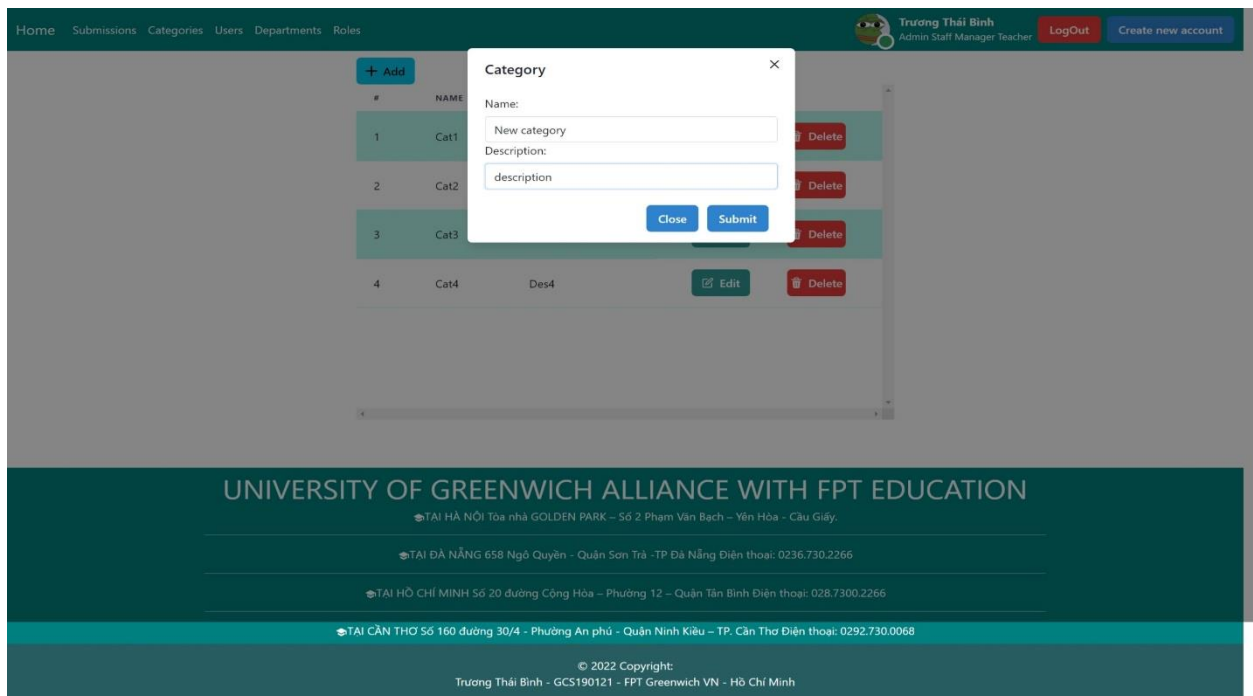 Home Submissions Categories Users Departments Roles
Trương Thái Bình
Admin Staff Manager Teacher
LogOut
Create new account
+ Add
Category
×
# NAME
Name:
New category
Description:
description
Close Submit
1 Cat1 Delete
2 Cat2 Delete
3 Cat3 Delete
4 Cat4 Des4 Edit Delete
UNIVERSITY OF GREENWICH ALLIANCE WITH FPT EDUCATION
TẠI HÀ NỘI Tòa nhà GOLDEN PARK – Số 2 Phạm Văn Bạch – Yên Hòa - Cầu Giấy.
TẠI ĐÀ NẴNG 658 Ngô Quyền - Quận Sơn Trà -TP Đà Nẵng Điện thoại: 0236.730.2266
TẠI HỒ CHÍ MINH Số 20 đường Cộng Hòa – Phường 12 – Quận Tân Bình Điện thoại: 028.7300.2266
TẠI CẦN THƠ Số 160 đường 30/4 - Phường An phú - Quận Ninh Kiều – TP. Cần Thơ Điện thoại: 0292.730.0068
© 2022 Copyright:
Trương Thái Bình - GCS190121 - FPT Greenwich VN - Hồ Chí Minh